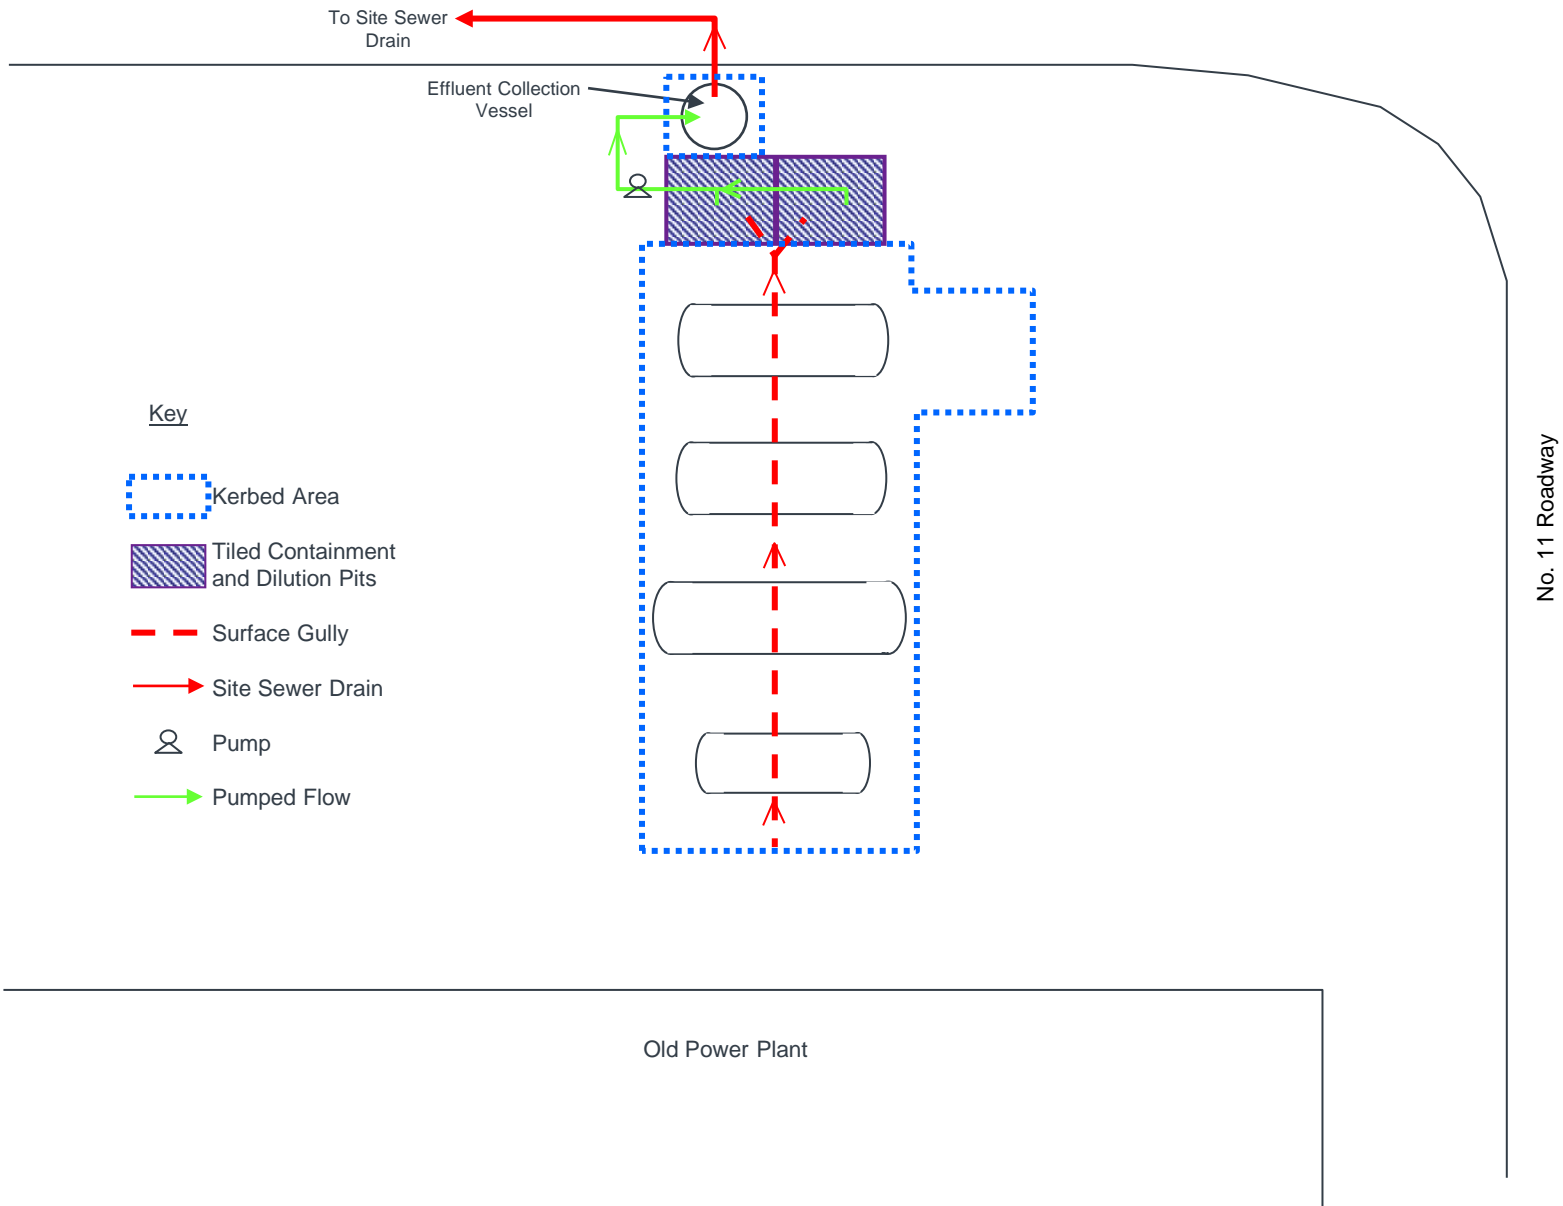 To Site Sewer
Drain
Effluent Collection
Vessel
Key
Kerbed Area
Tiled Containment
and Dilution Pits
Surface Gully
Site Sewer Drain
Pump
Pumped Flow
No. 11 Roadway
Old Power Plant